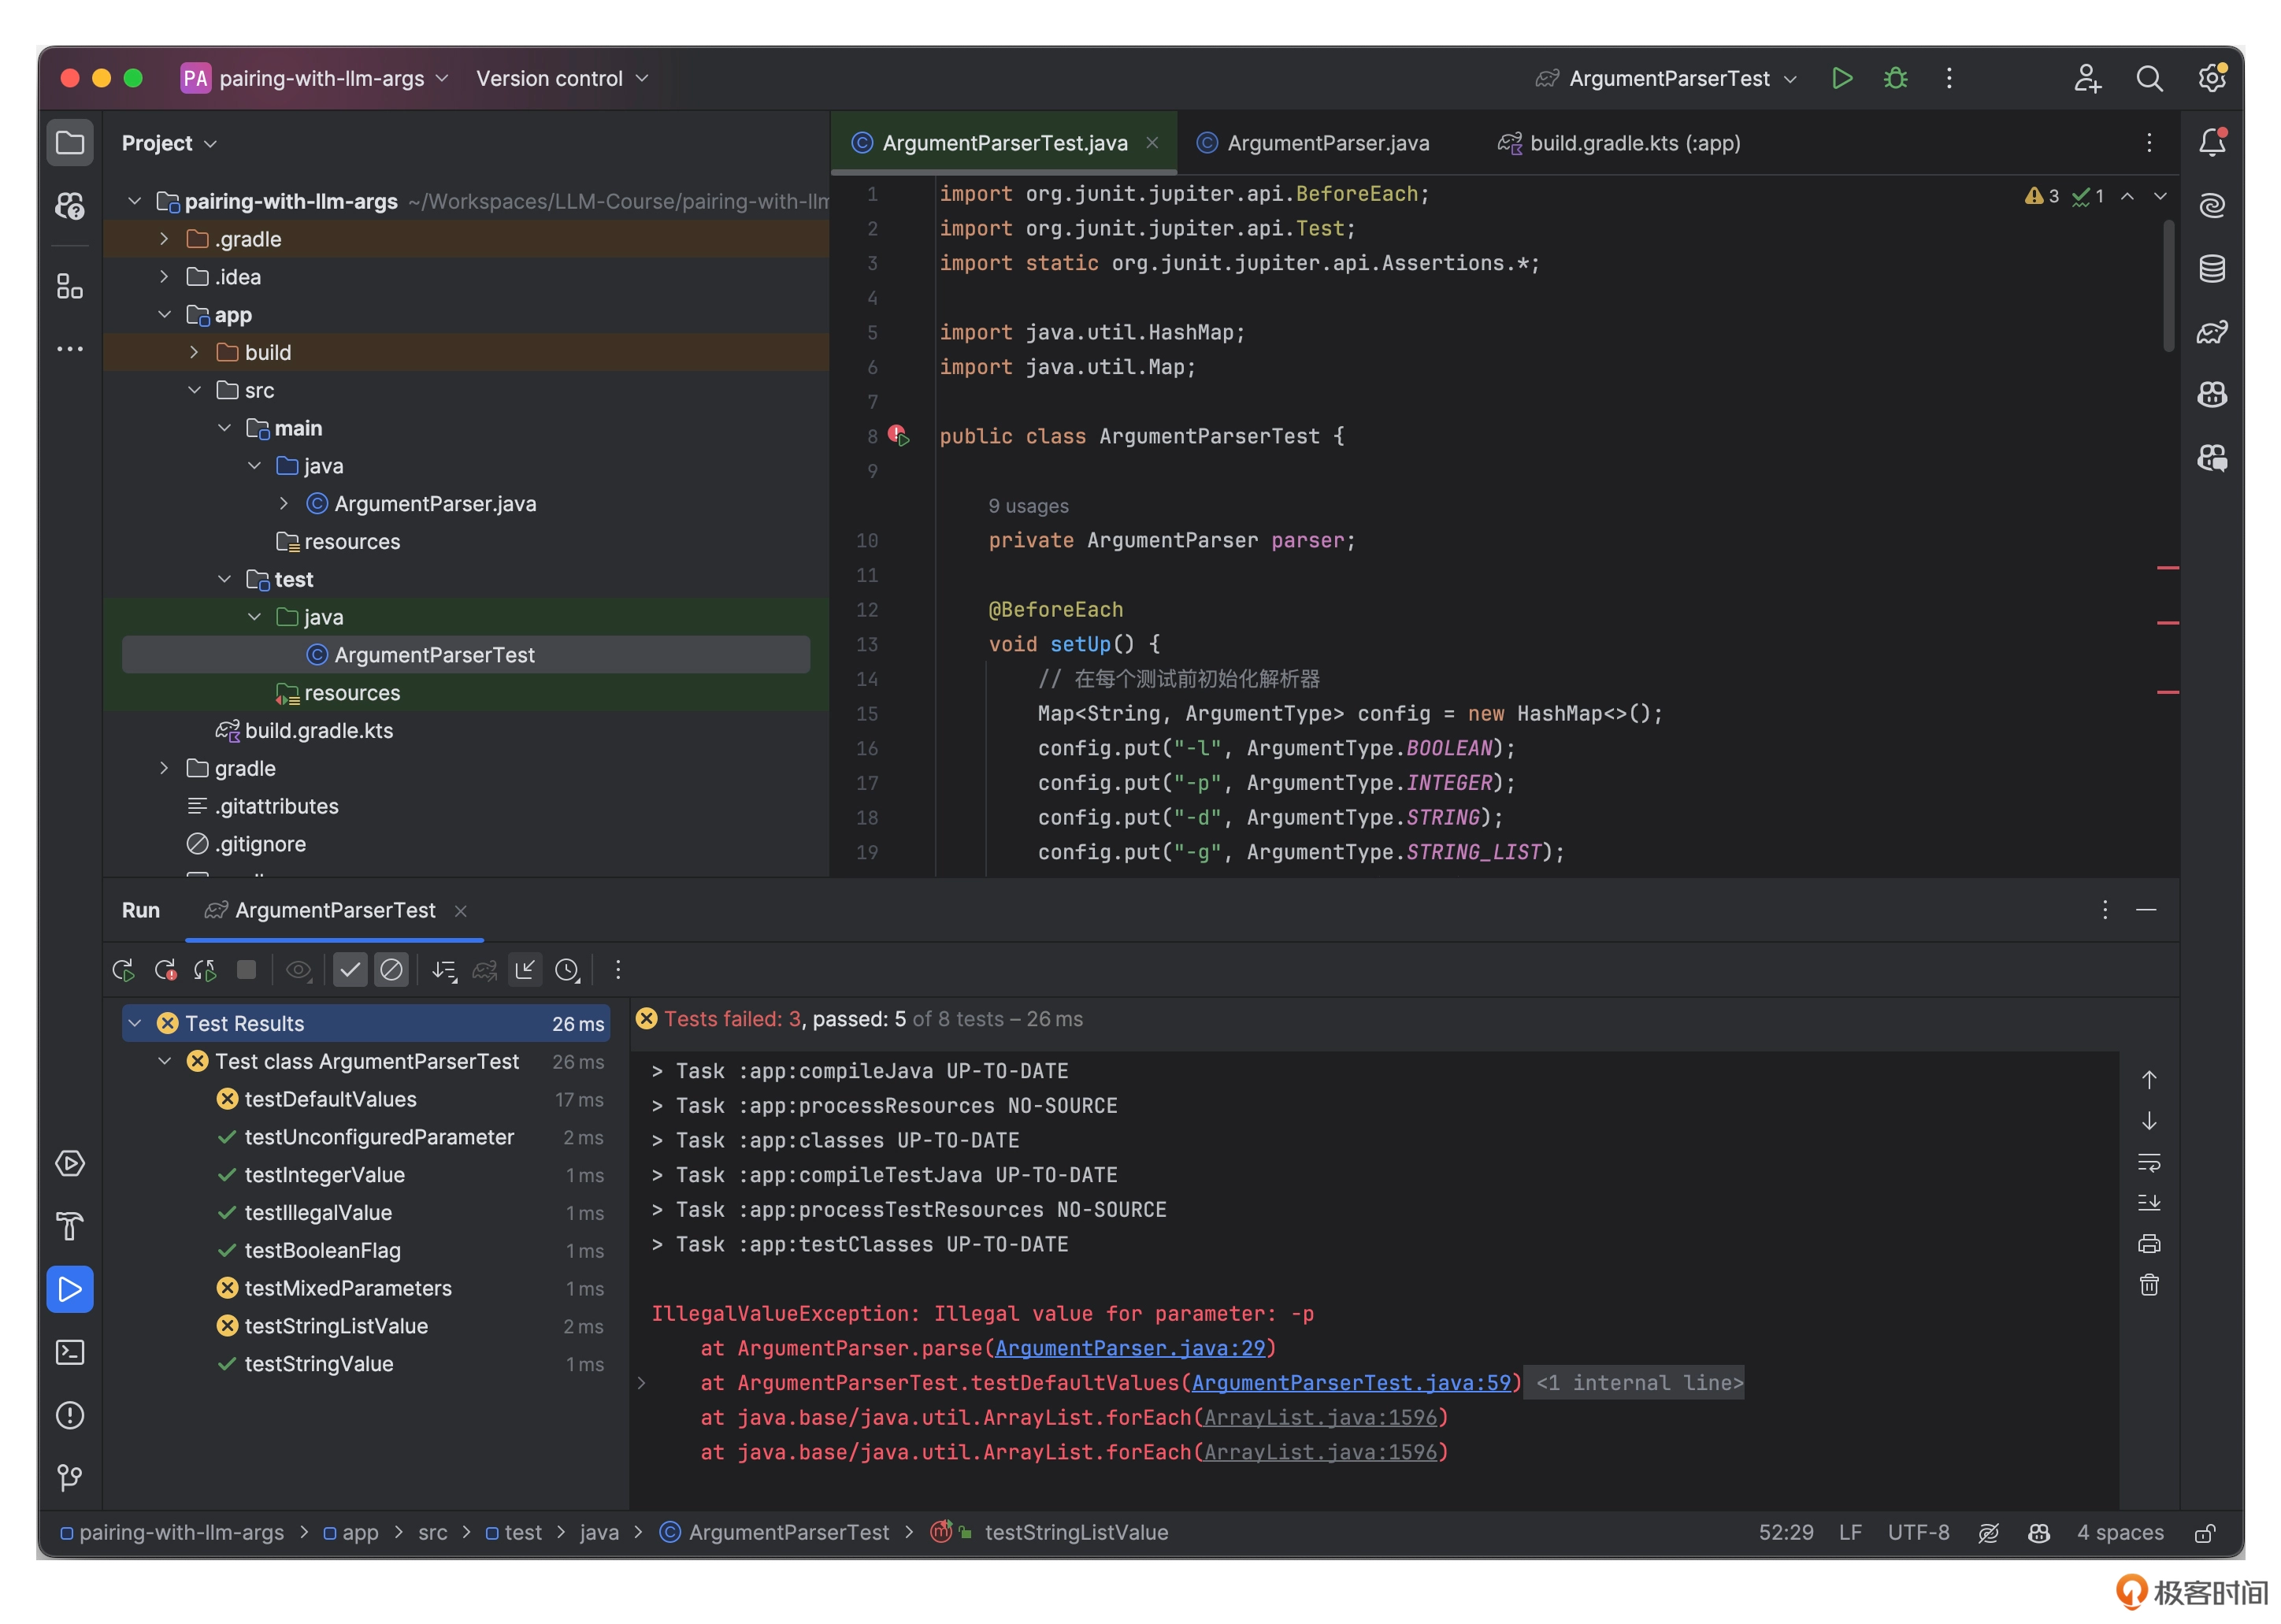 PA pairing-with-llm-args Version control ArgumentParserTest
Project
pairing-with-llm-args ~/Workspaces/LLM-Course/pairing-with-llm
.gradle
.idea
app
build
src
main
java
ArgumentParser.java
resources
test
java
ArgumentParserTest
resources
build.gradle.kts
gradle
.gitattributes
.gitignore
ArgumentParserTest.java ArgumentParser.java build.gradle.kts (:app)
3 1
1 import org.junit.jupiter.api.BeforeEach;
2 import org.junit.jupiter.api.Test;
3 import static org.junit.jupiter.api.Assertions.*;
4
5 import java.util.HashMap;
6 import java.util.Map;
7
8 public class ArgumentParserTest {
9
9 usages
10 private ArgumentParser parser;
11
12 @BeforeEach
13 void setUp() {
14 // 在每个测试前初始化解析器
15 Map<String, ArgumentType> config = new HashMap<>();
16 config.put("-l", ArgumentType.BOOLEAN);
17 config.put("-p", ArgumentType.INTEGER);
18 config.put("-d", ArgumentType.STRING);
19 config.put("-g", ArgumentType.STRING_LIST);
Run ArgumentParserTest
Test Results 26 ms
Test class ArgumentParserTest 26 ms
testDefaultValues 17 ms
testUnconfiguredParameter 2 ms
testIntegerValue 1 ms
testIllegalValue 1 ms
testBooleanFlag 1 ms
testMixedParameters 1 ms
testStringListValue 2 ms
testStringValue 1 ms
Tests failed: 3, passed: 5 of 8 tests – 26 ms
> Task :app:compileJava UP-TO-DATE
> Task :app:processResources NO-SOURCE
> Task :app:classes UP-TO-DATE
> Task :app:compileTestJava UP-TO-DATE
> Task :app:processTestResources NO-SOURCE
> Task :app:testClasses UP-TO-DATE
IllegalValueException: Illegal value for parameter: -p
at ArgumentParser.parse(ArgumentParser.java:29)
at ArgumentParserTest.testDefaultValues(ArgumentParserTest.java:59) <1 internal line>
at java.base/java.util.ArrayList.forEach(ArrayList.java:1596)
at java.base/java.util.ArrayList.forEach(ArrayList.java:1596)
pairing-with-llm-args > app > src > test > java > ArgumentParserTest > testStringListValue 52:29 LF UTF-8 4 spaces
极客时间